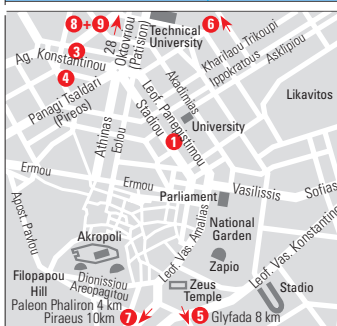 8+9
6
Technical
University
28 Oktovriou
(Patision)
3
Ag. Konstantinou
4
Panagi Tsaldari
(Pireos)
Kharilaou Trikoupi
Ippokratous
Asklipiou
Akadimias
Likavitos
Leof. Panepistimou
Stadiou
University
1
Athinas
Eolou
Ermou
Ermou
Parliament
Vasilissis
Sofias
Apost. Pavlou
Leof. Vas. Amalias
National
Garden
Leof. Vas. Konstantino
Akropoli
Zapio
Filopapou
Hill
Dionissiou
Areopagitou
Zeus
Temple
Stadio
Paleon Phaliron 4 km
Piraeus 10km
7
5
Glyfada 8 km